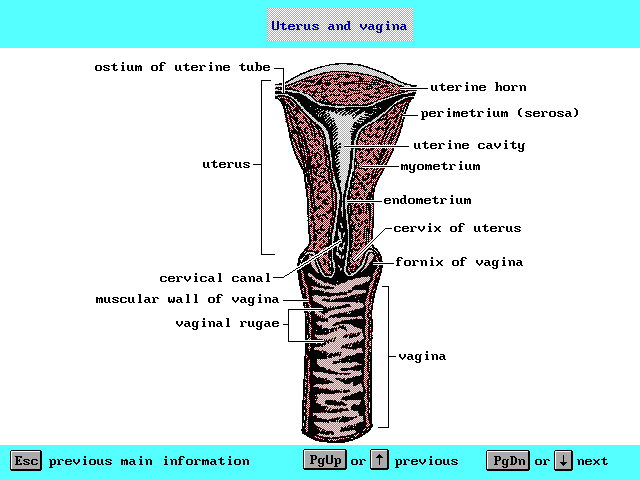 Uterus and vagina
ostium of uterine tube
uterine horn
perimetrium (serosa)
uterine cavity
uterus
myometrium
endometrium
cervix of uterus
fornix of vagina
cervical canal
muscular wall of vagina
vaginal rugae
vagina
Esc previous main information PgUp or ↑ previous PgDn or ↓ next